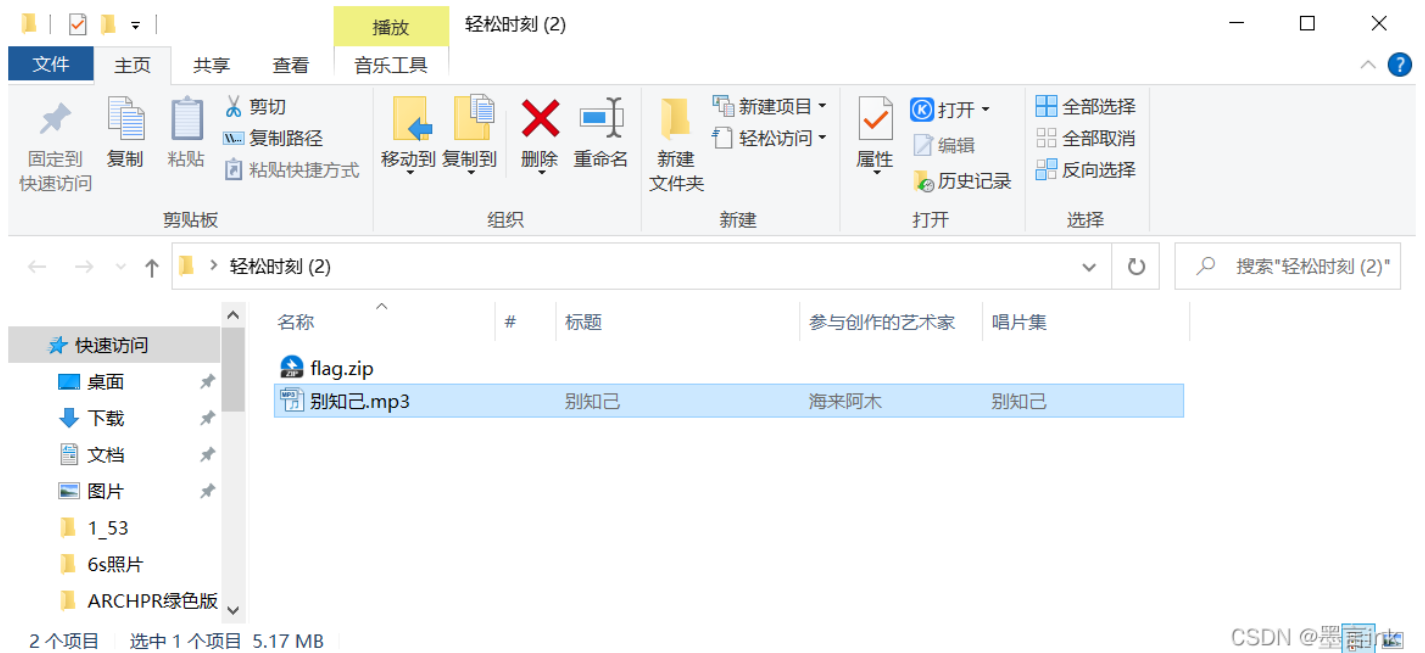 播放
轻松时刻 (2)
文件
主页
共享
查看
音乐工具
固定到
快速访问
复制
粘贴
剪切
复制路径
粘贴快捷方式
剪贴板
移动到
复制到
删除
重命名
组织
新建
文件夹
新建项目
轻松访问
新建
属性
打开
编辑
历史记录
打开
全部选择
全部取消
反向选择
选择
轻松时刻 (2)
搜索"轻松时刻 (2)"
名称
#
标题
参与创作的艺术家
唱片集
快速访问
桌面
下载
文档
图片
1_53
6s照片
ARCHPR绿色版
flag.zip
别知己.mp3 别知己 海来阿木 别知己
2 个项目 选中 1 个项目 5.17 MB
CSDN @墨言ink